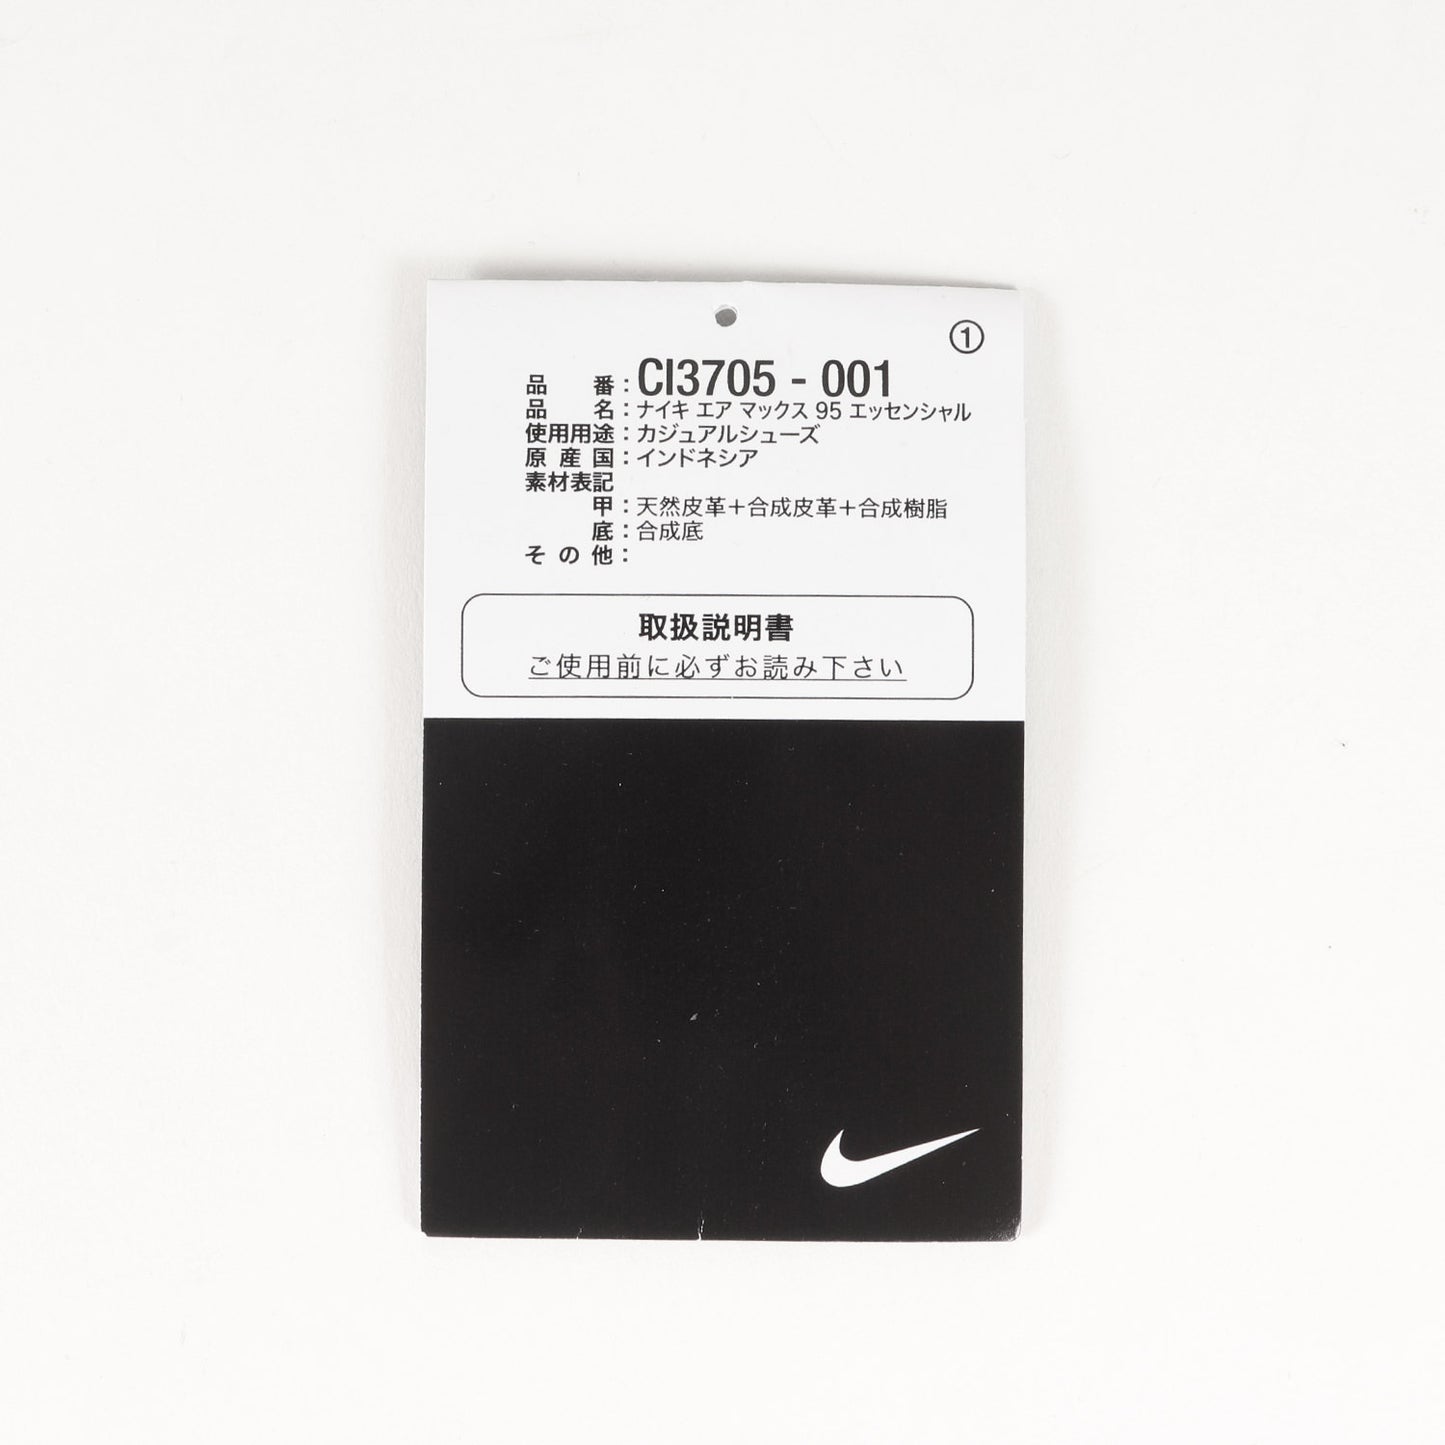 ①
品番：CI3705 - 001
品名：ナイキ エア マックス 95 エッセンシャル
使用用途：カジュアルシューズ
原産国：インドネシア
素材表記
甲：天然皮革＋合成皮革＋合成樹脂
底：合成底
その他：
取扱説明書
ご使用前に必ずお読み下さい